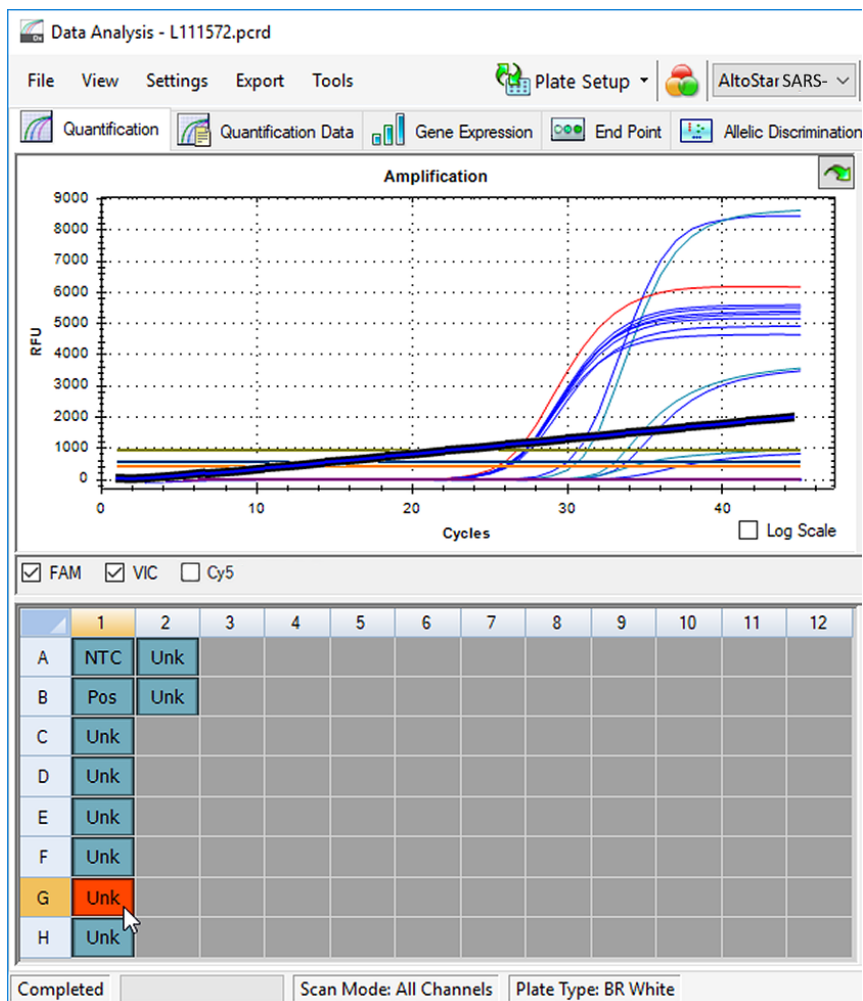 Data Analysis - L111572.pcrd
File View Settings Export Tools Plate Setup AltoStar SARS-
Quantification Quantification Data Gene Expression End Point Allelic Discrimination
Amplification
9000
8000
7000
6000
5000
4000
3000
2000
1000
0
RFU
0 10 20 30 40
Cycles
Log Scale
FAM VIC Cy5
1 2 3 4 5 6 7 8 9 10 11 12
A NTC Unk
B Pos Unk
C Unk
D Unk
E Unk
F Unk
G Unk
H Unk
Completed Scan Mode: All Channels Plate Type: BR White